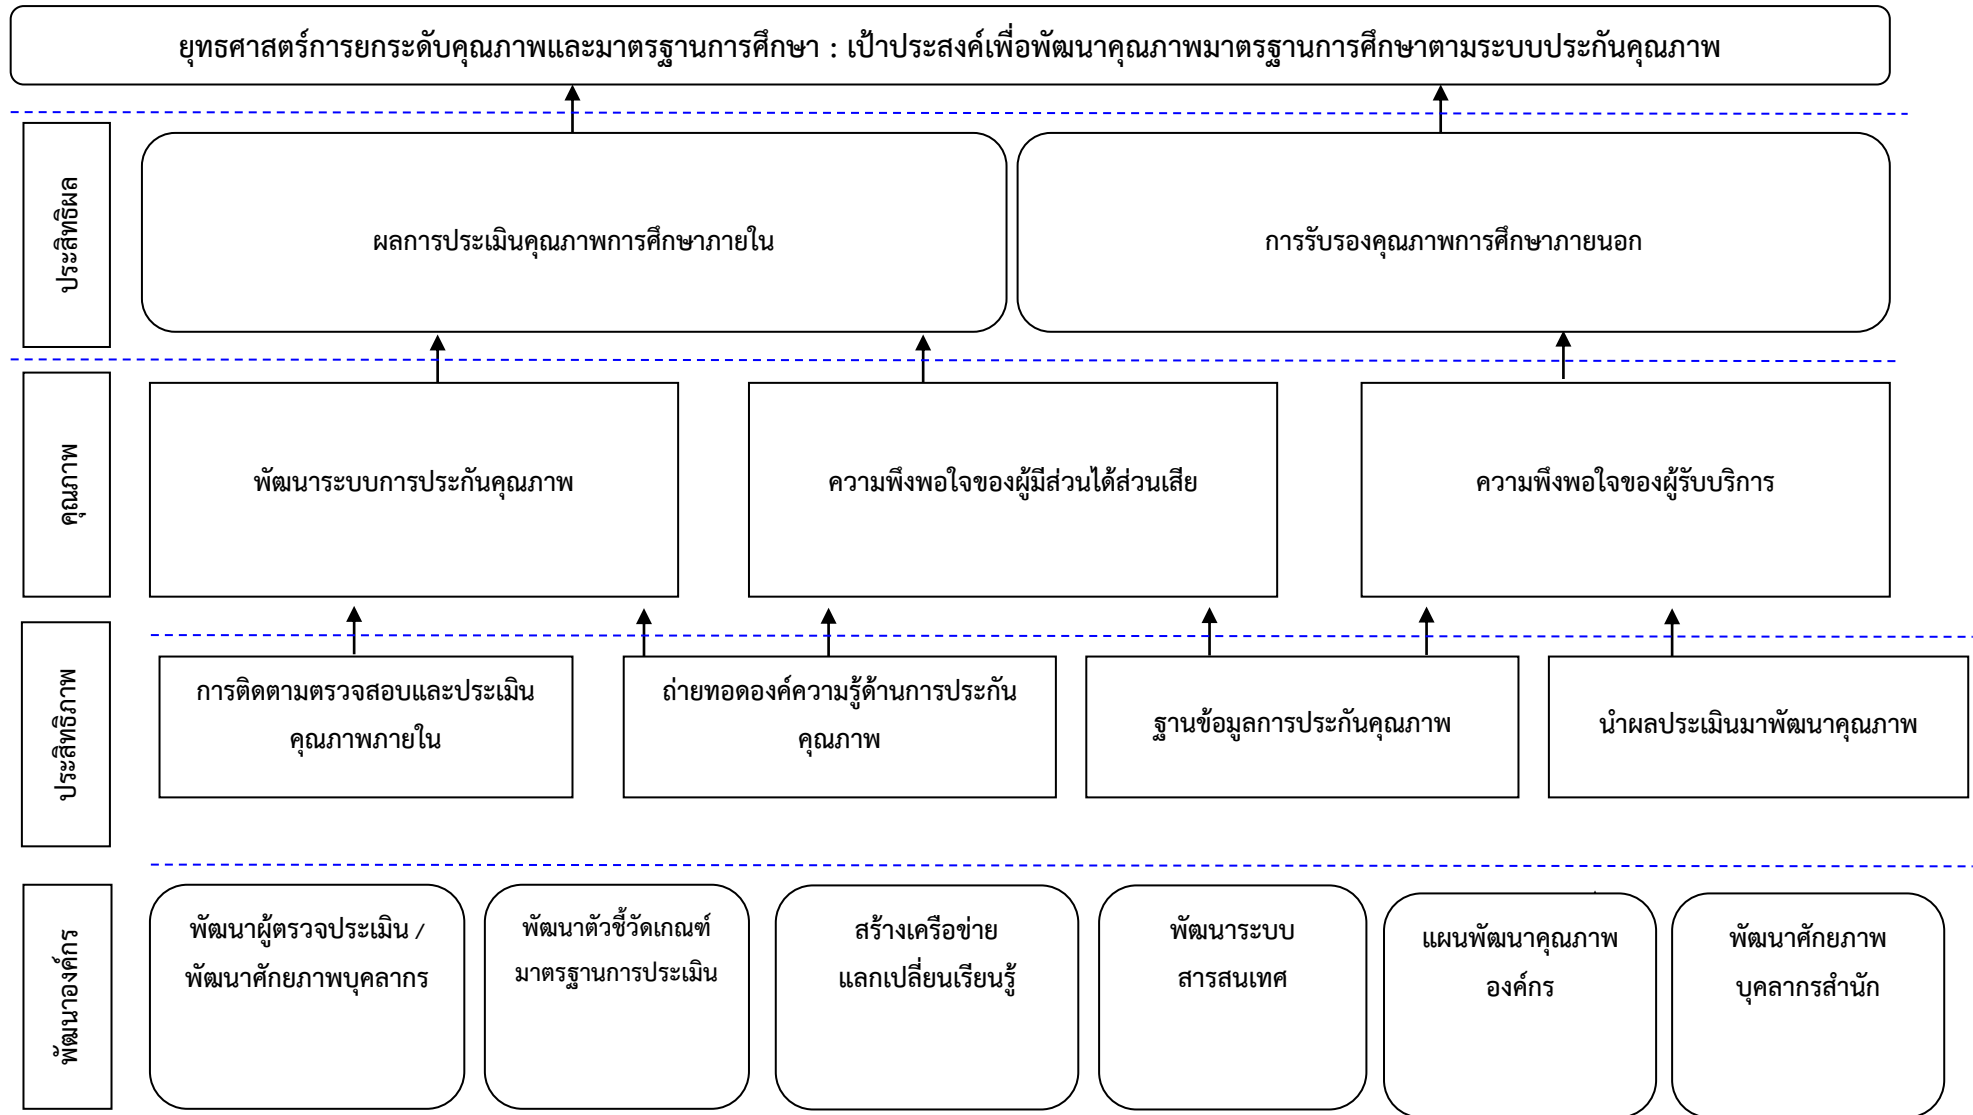 ยุทธศาสตร์การยกระดับคุณภาพและมาตรฐานการศึกษา : เป้าประสงค์เพื่อพัฒนาคุณภาพมาตรฐานการศึกษาตามระบบประกันคุณภาพ
ประสิทธิผล
ผลการประเมินคุณภาพการศึกษาภายใน
การรับรองคุณภาพการศึกษาภายนอก
คุณภาพ
พัฒนาระบบการประกันคุณภาพ
ความพึงพอใจของผู้มีส่วนได้ส่วนเสีย
ความพึงพอใจของผู้รับบริการ
ประสิทธิภาพ
การติดตามตรวจสอบและประเมิน
คุณภาพภายใน
ถ่ายทอดองค์ความรู้ด้านการประกัน
คุณภาพ
ฐานข้อมูลการประกันคุณภาพ
นำผลประเมินมาพัฒนาคุณภาพ
พัฒนาองค์กร
พัฒนาผู้ตรวจประเมิน /
พัฒนาศักยภาพบุคลากร
พัฒนาตัวชี้วัดเกณฑ์
มาตรฐานการประเมิน
สร้างเครือข่าย
แลกเปลี่ยนเรียนรู้
พัฒนาระบบ
สารสนเทศ
แผนพัฒนาคุณภาพ
องค์กร
พัฒนาศักยภาพ
บุคลากรสำนัก